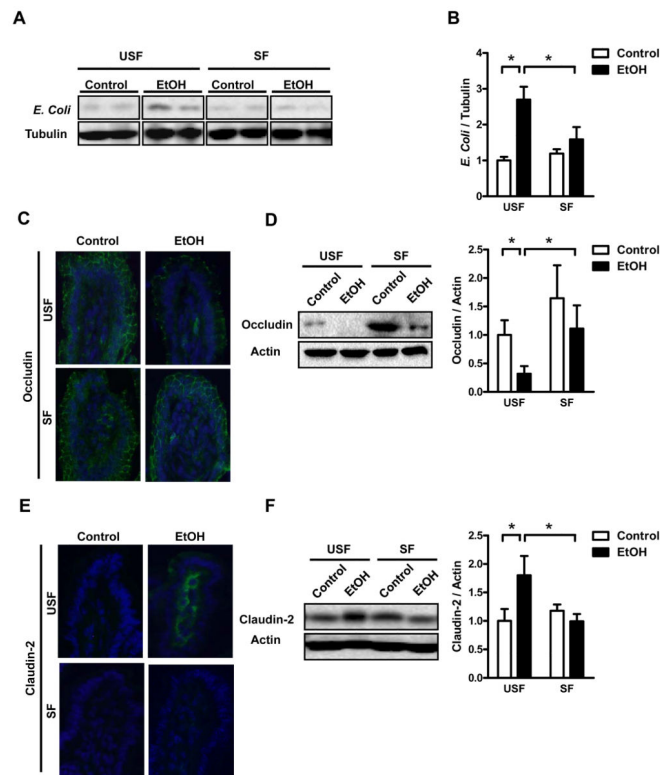 A
USF SF
Control EtOH Control EtOH
E. Coli
Tubulin
B
Control
EtOH
* *
E. Coli / Tubulin
4
3
2
1
0
USF SF
C
Control EtOH
USF
SF
Occludin
D
USF SF
Control EtOH Control EtOH
Occludin
Actin
Control
EtOH
* *
Occludin / Actin
2.5
2.0
1.5
1.0
0.5
0.0
USF SF
E
Control EtOH
USF
SF
Claudin-2
F
USF SF
Control EtOH Control EtOH
Claudin-2
Actin
Control
EtOH
* *
Claudin-2 / Actin
2.5
2.0
1.5
1.0
0.5
0.0
USF SF